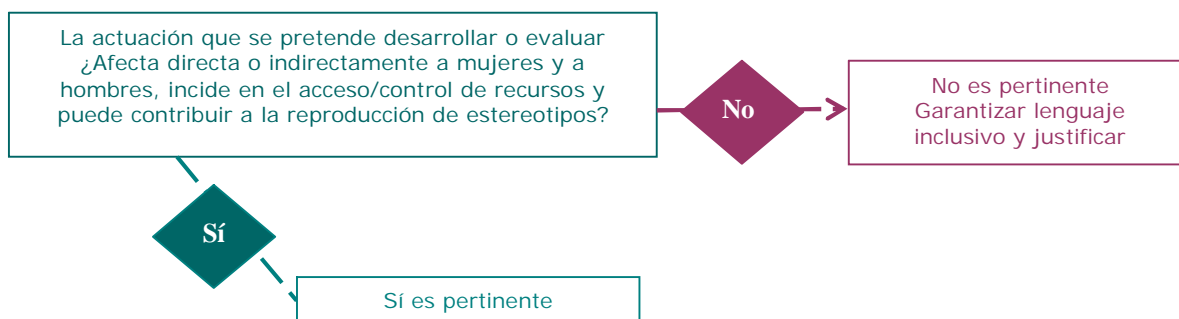 La actuación que se pretende desarrollar o evaluar
¿Afecta directa o indirectamente a mujeres y a
hombres, incide en el acceso/control de recursos y
puede contribuir a la reproducción de estereotipos?
No
No es pertinente
Garantizar lenguaje
inclusivo y justificar
Sí
Sí es pertinente